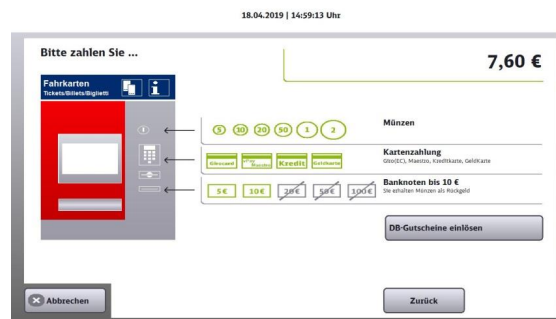 18.04.2019 | 14:59:13 Uhr
Bitte zahlen Sie ...
7,60 €
Fahrkarten
Tickets/Billets/Biglietti
5 10 20 50 1 2
Münzen
Girocard Maestro Kredit Geldkarte
Kartenzahlung
Giro(EC), Maestro, Kreditkarte, GeldKarte
5€ 10€ 20€ 50€ 100€
Banknoten bis 10 €
Sie erhalten Münzen als Rückgeld
DB-Gutscheine einlösen
Abbrechen
Zurück